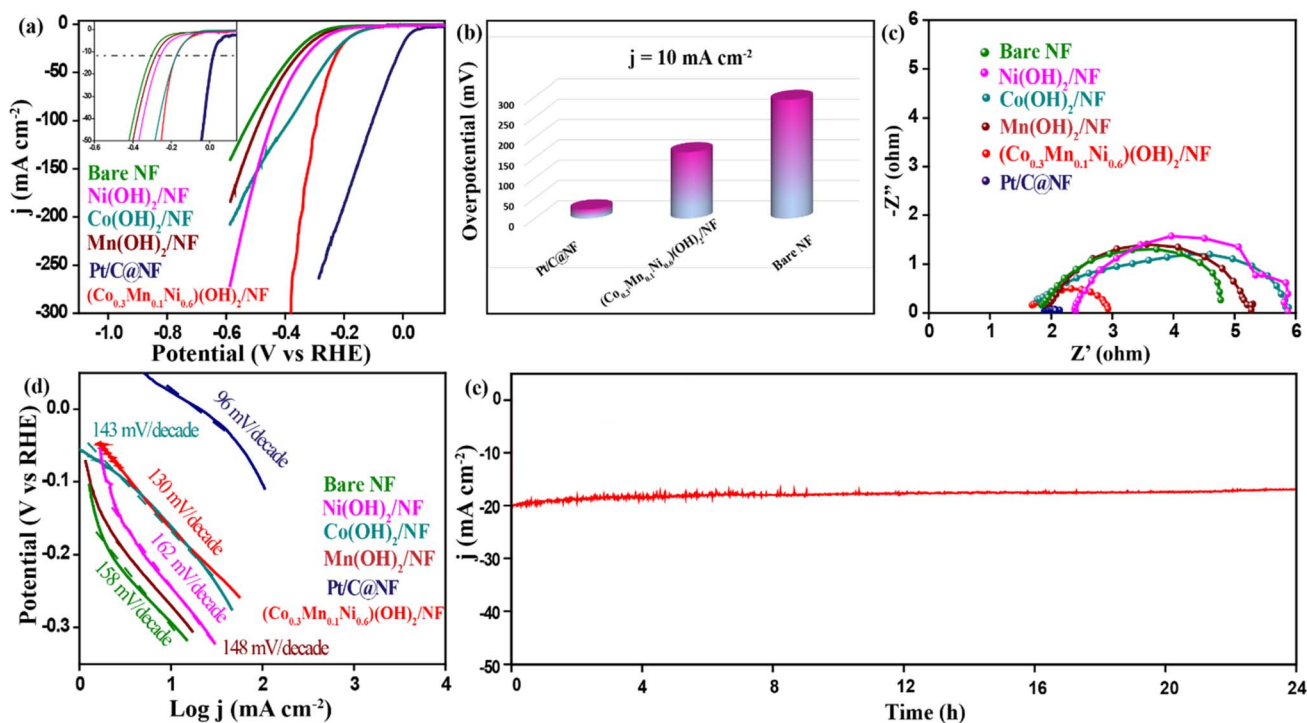 (a)
0
-50
-100
-150
-200
-250
-300
j (mA cm-2)
-1.0
-0.8
-0.6
-0.4
-0.2
0.0
Potential (V vs RHE)
0
-10
-20
-30
-40
-50
-0.6
-0.4
-0.2
0.0
Bare NF
Ni(OH)2/NF
Co(OH)2/NF
Mn(OH)2/NF
Pt/C@NF
(Co0.3Mn0.1Ni0.6)(OH)2/NF
(b)
j = 10 mA cm-2
Overpotential (mV)
300
250
200
150
100
50
0
Pt/C@NF
(Co0.3Mn0.1Ni0.6)(OH)2/NF
Bare NF
(c)
6
5
4
3
2
1
0
-Z'' (ohm)
Bare NF
Ni(OH)2/NF
Co(OH)2/NF
Mn(OH)2/NF
(Co0.3Mn0.1Ni0.6)(OH)2/NF
Pt/C@NF
0
1
2
3
4
5
6
Z' (ohm)
(d)
0.0
-0.1
-0.2
-0.3
Potential (V vs RHE)
96 mV/decade
143 mV/decade
130 mV/decade
162 mV/decade
158 mV/decade
148 mV/decade
Bare NF
Ni(OH)2/NF
Co(OH)2/NF
Mn(OH)2/NF
Pt/C@NF
(Co0.3Mn0.1Ni0.6)(OH)2/NF
0
1
2
3
4
Log j (mA cm-2)
(e)
0
-10
-20
-30
-40
-50
j (mA cm-2)
0
4
8
12
16
20
24
Time (h)